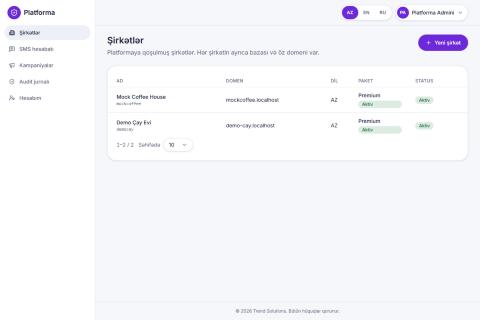 Platforma
AZ EN RU PA Platforma Admini
Şirkətlər
SMS hesabatı
Kampaniyalar
Audit jurnalı
Hesabım
Şirkətlər
Platformaya qoşulmuş şirkətlər. Hər şirkətin ayrıca bazası və öz domeni var.
+ Yeni şirkət
AD DOMEN DİL PAKET STATUS
Mock Coffee House
mockcoffee
mockcoffee.localhost AZ Premium
Aktiv
Aktiv
Demo Çay Evi
democay
demo-cay.localhost AZ Premium
Aktiv
Aktiv
1–2 / 2 Səhifədə 10
© 2026 Trend Solutions. Bütün hüquqlar qorunur.